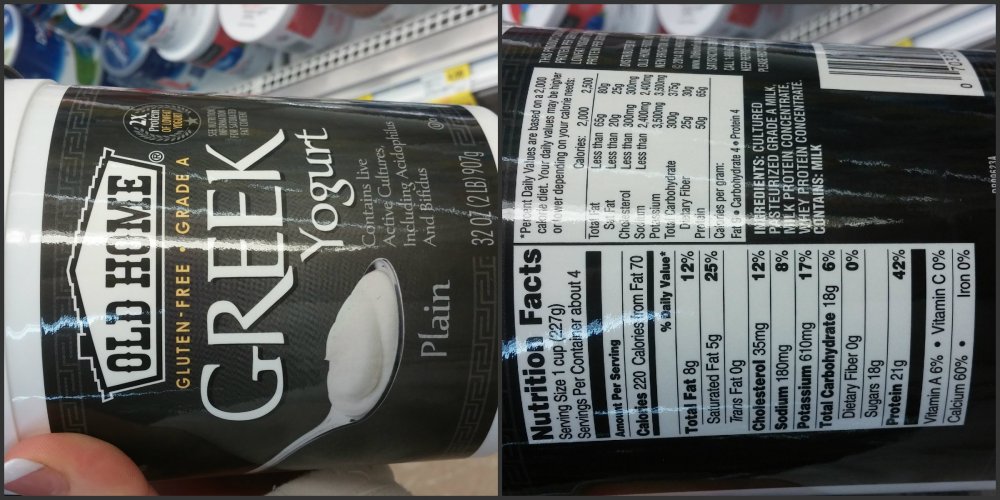 OLD HOME®
GLUTEN-FREE • GRADE A
GREEK
Yogurt
2X
Protein
OF REGULAR
YOGURT
Contains Live
Active Cultures,
Including Acidophilus
And Bifidus
Plain
32 OZ (2 LB) 907g
Nutrition Facts
Serving Size 1 cup (227g)
Servings Per Container about 4
Amount Per Serving
Calories 220 Calories from Fat 70
% Daily Value*
Total Fat 8g 12%
Saturated Fat 5g 25%
Trans Fat 0g
Cholesterol 35mg 12%
Sodium 180mg 8%
Potassium 610mg 17%
Total Carbohydrate 18g 6%
Dietary Fiber 0g 0%
Sugars 18g
Protein 21g 42%
Vitamin A 6% • Vitamin C 0%
Calcium 60% • Iron 0%
*Percent Daily Values are based on a 2,000
calorie diet. Your daily values may be higher
or lower depending on your calorie needs:
Calories: 2,000 2,500
Total Fat Less than 65g 80g
Sat Fat Less than 20g 25g
Cholesterol Less than 300mg 300mg
Sodium Less than 2,400mg 2,400mg
Potassium 3,500mg 3,500mg
Total Carbohydrate 300g 375g
Dietary Fiber 25g 30g
Protein 50g 65g
Calories per gram:
Fat 9 • Carbohydrate 4 • Protein 4
INGREDIENTS: CULTURED
PASTEURIZED GRADE A MILK,
MILK PROTEIN CONCENTRATE,
WHEY PROTEIN CONCENTRATE.
CONTAINS: MILK